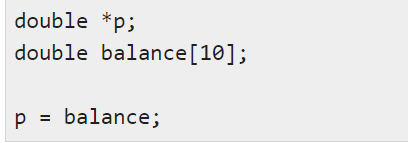 double *p;
double balance[10];
p = balance;